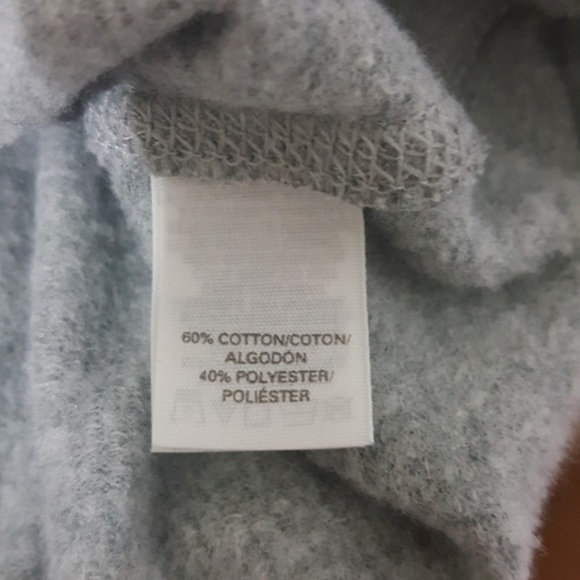 60% COTTON/COTON/
ALGODÓN
40% POLYESTER/
POLIÉSTER